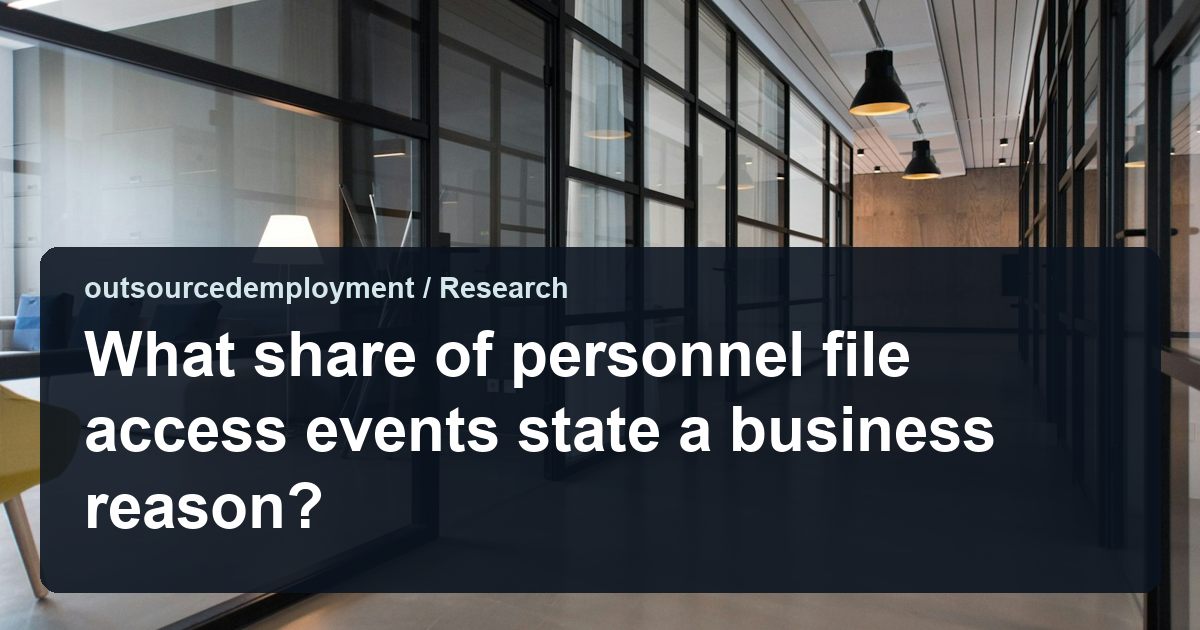 outsourcedemployment / Research
What share of personnel file
access events state a business
reason?